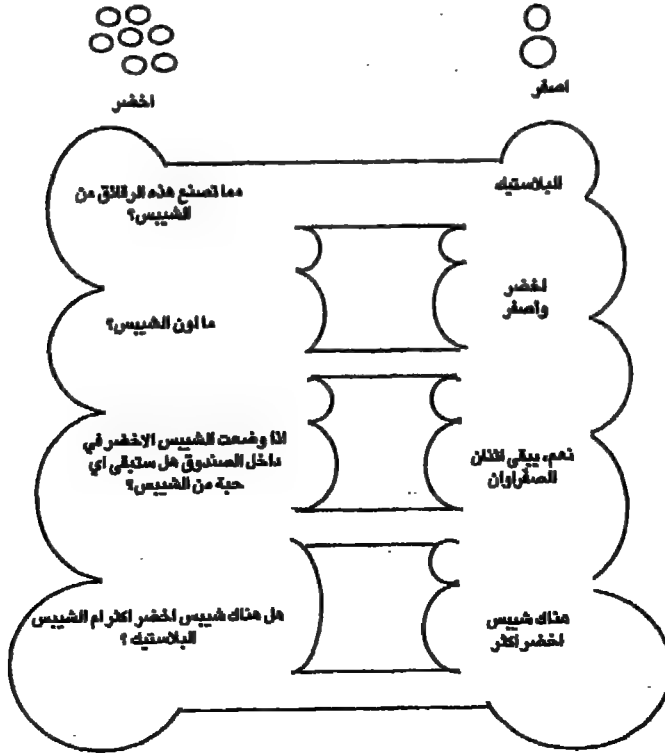 اخضر
اصفر
مما تصنع هذه الرقائق من
الشيبس؟
البلاستيك
ما لون الشيبس؟
اخضر
واصفر
اذا وضعت الشيبس الاخضر في
داخل الصندوق هل ستبقى اي
حبة من الشيبس؟
نعم، يبقى اثنان
الصفراوان
هل هناك شيبس اخضر اكثر ام الشيبس
البلاستيك ؟
هناك شيبس
اخضر اكثر